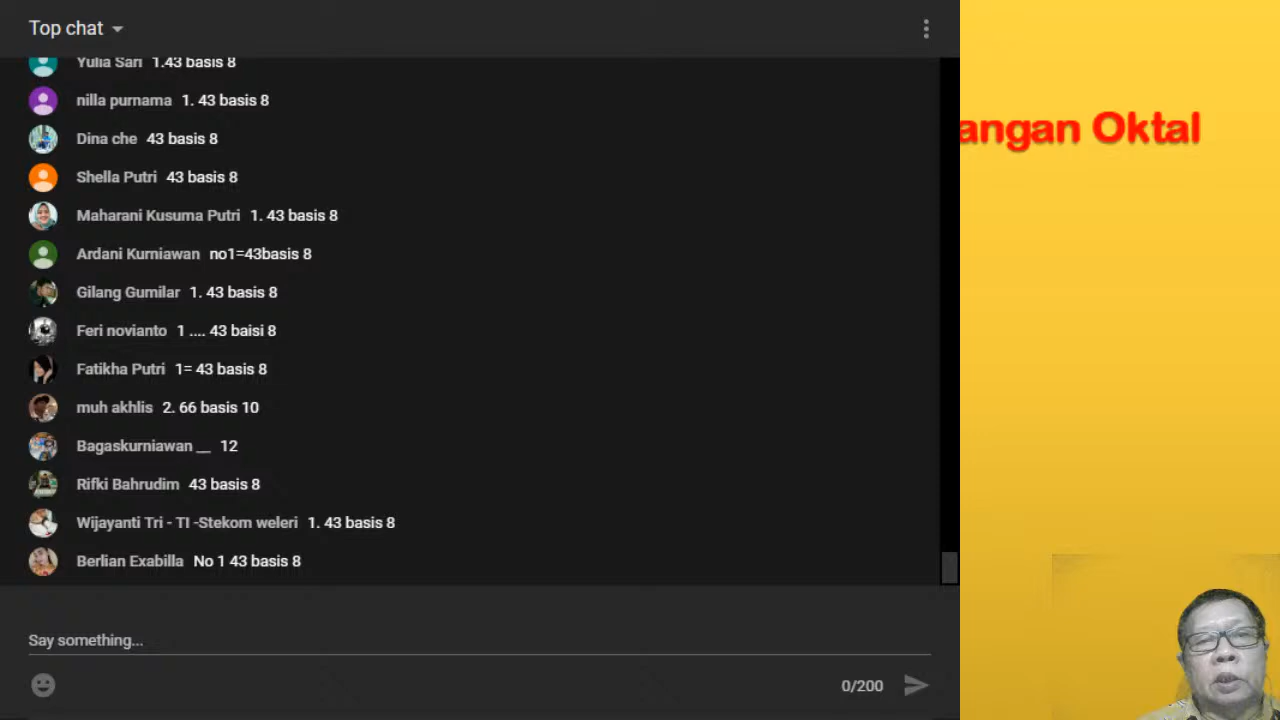 Top chat
Yulia Sari 1.43 basis 8
nilla purnama 1. 43 basis 8
Dina che 43 basis 8
Shella Putri 43 basis 8
Maharani Kusuma Putri 1. 43 basis 8
Ardani Kurniawan no1=43basis 8
Gilang Gumilar 1. 43 basis 8
Feri novianto 1 .... 43 baisi 8
Fatikha Putri 1= 43 basis 8
muh akhlis 2. 66 basis 10
Bagaskurniawan __ 12
Rifki Bahrudim 43 basis 8
Wijayanti Tri - TI -Stekom weleri 1. 43 basis 8
Berlian Exabilla No 1 43 basis 8
Say something...
0/200
angan Oktal